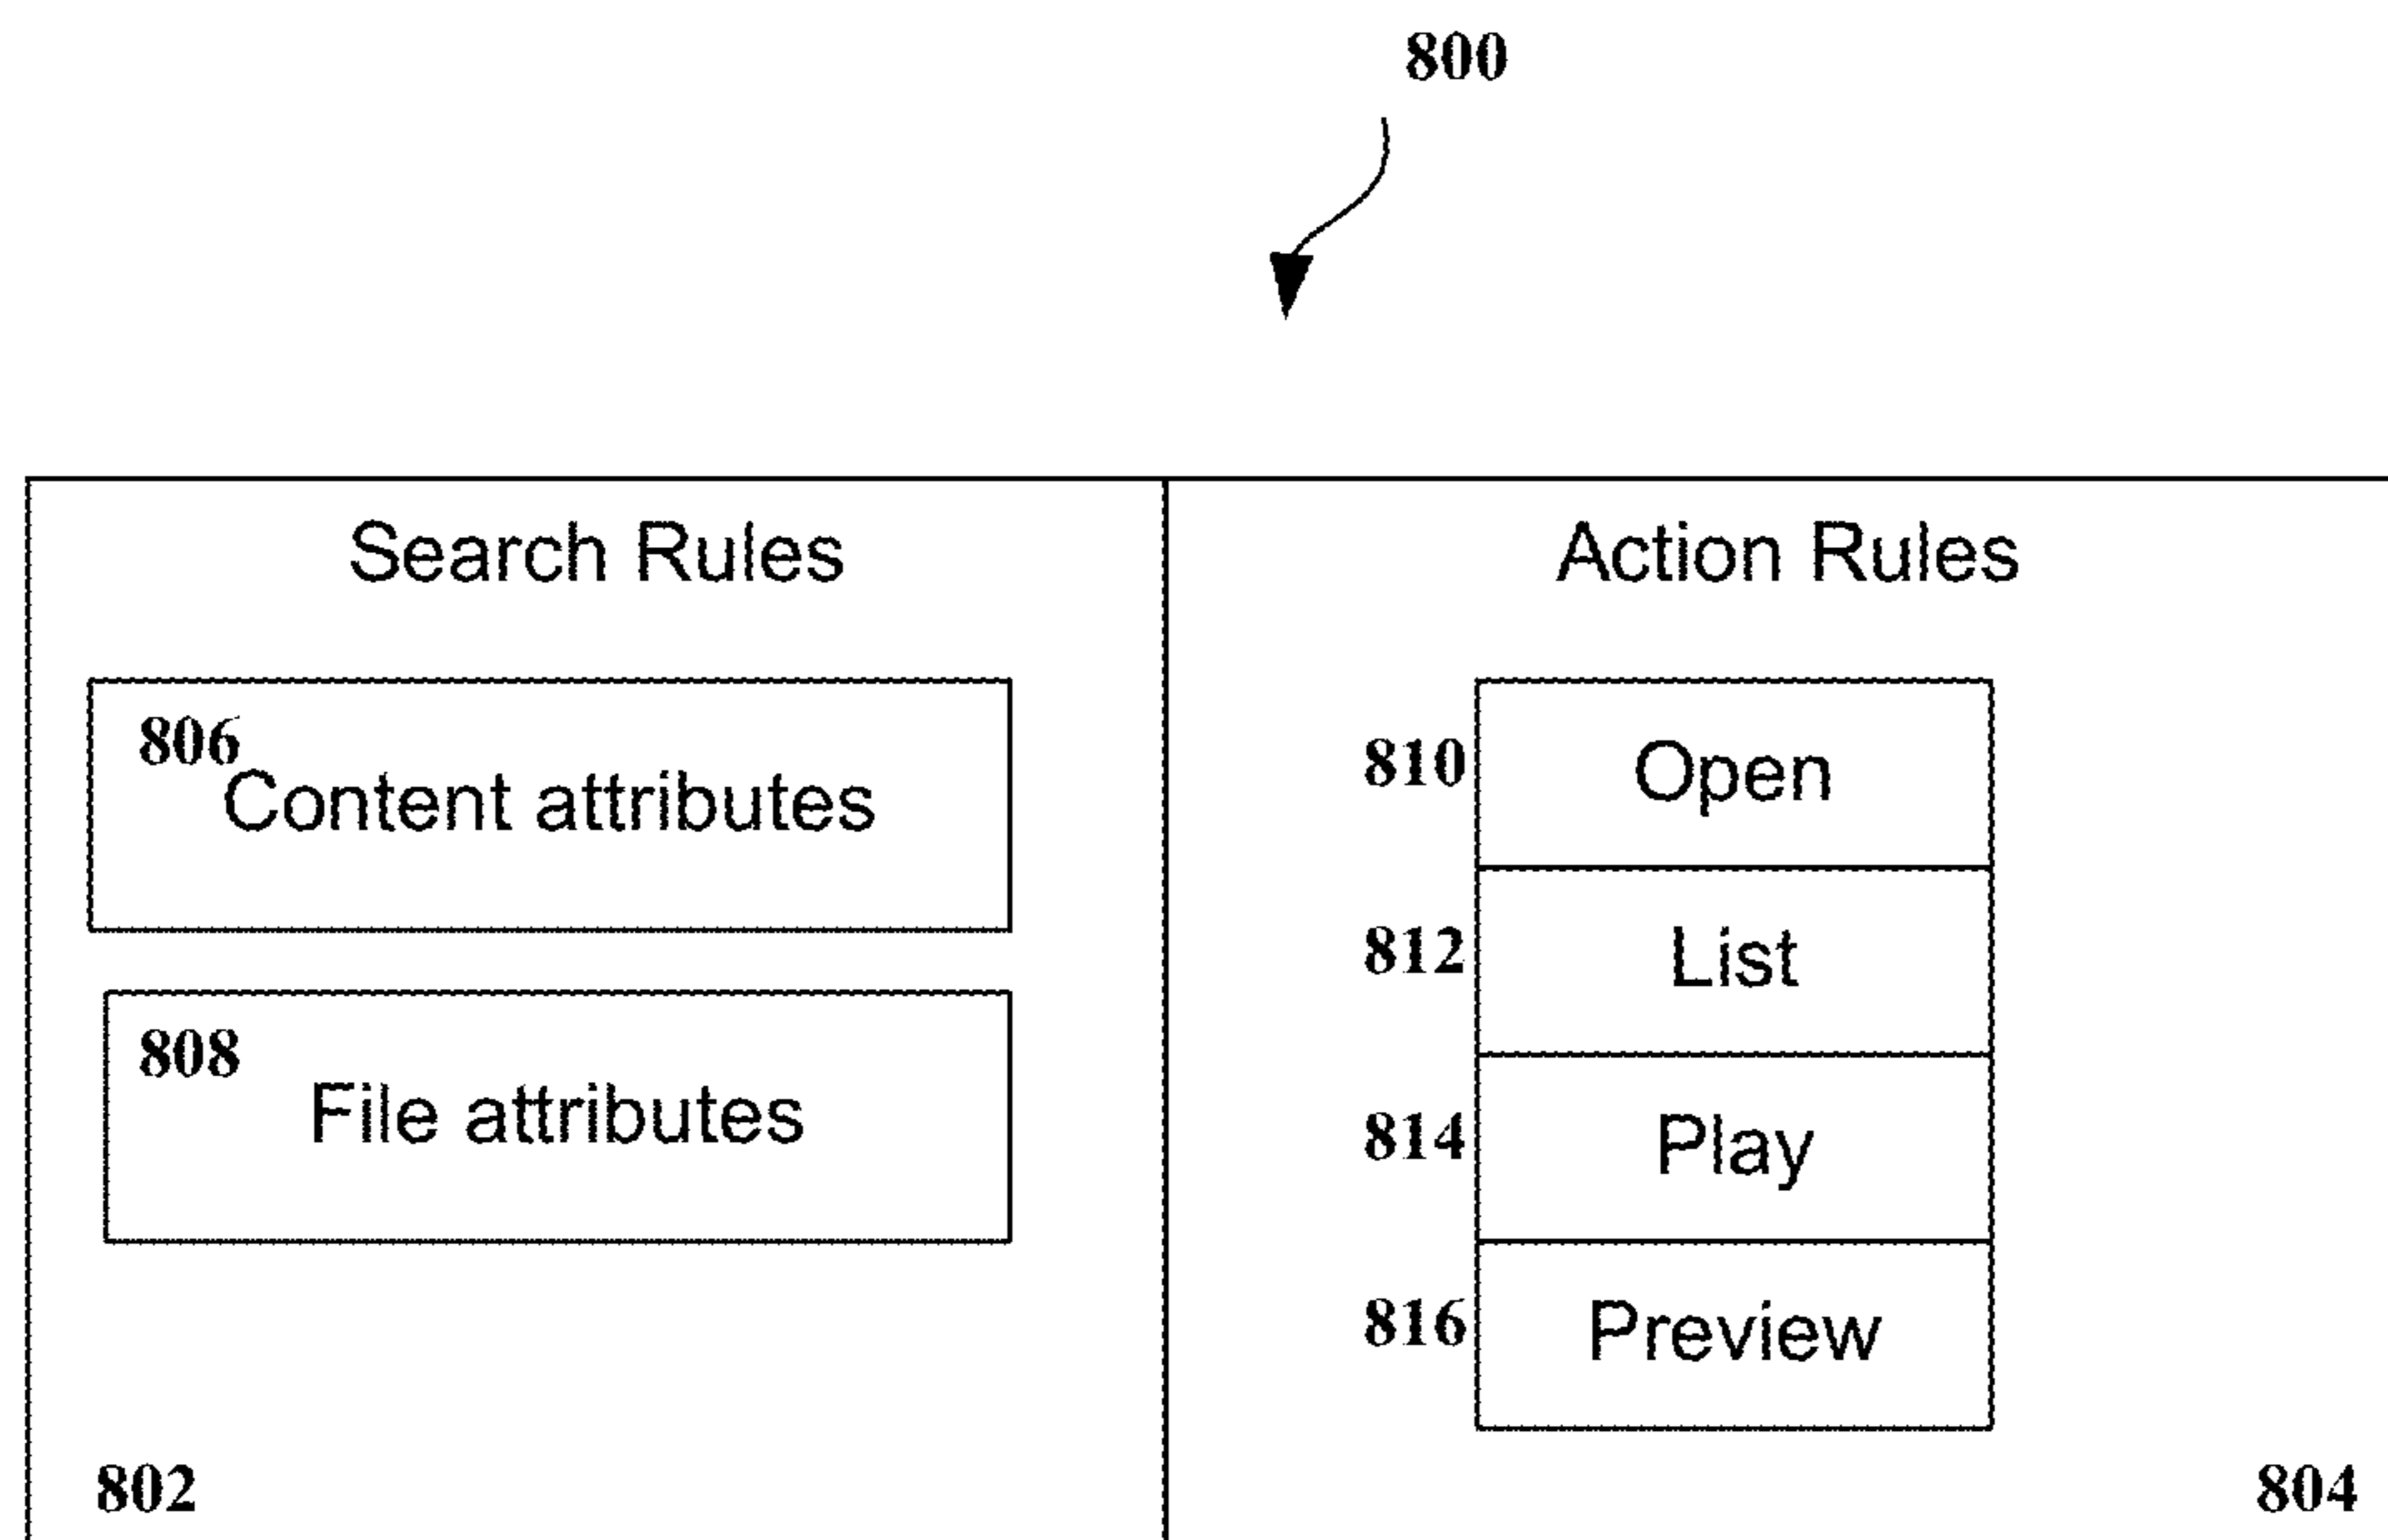 800
Search Rules
806
Content attributes
808
File attributes
802
Action Rules
810 Open
812 List
814 Play
816 Preview
804